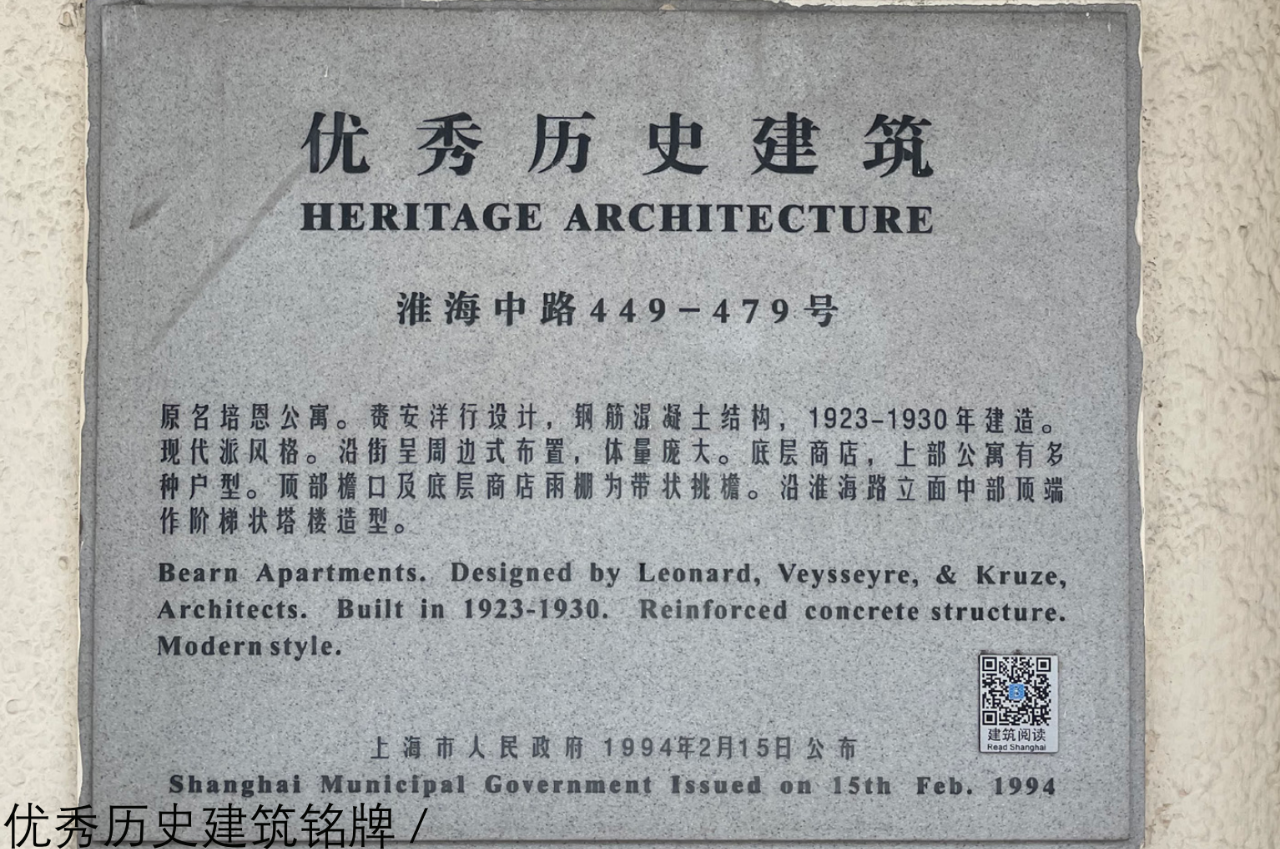 优秀历史建筑
HERITAGE ARCHITECTURE
淮海中路449-479号
原名培恩公寓。赉安洋行设计，钢筋混凝土结构，1923-1930年建造。
现代派风格。沿街呈周边式布置，体量庞大。底层商店，上部公寓有多
种户型。顶部檐口及底层商店雨棚为带状挑檐。沿淮海路立面中部顶端
作阶梯状塔楼造型。
Bearn Apartments. Designed by Leonard, Veysseyre, & Kruze,
Architects. Built in 1923-1930. Reinforced concrete structure.
Modern style.
建筑阅读
Read Shanghai
上海市人民政府 1994年2月15日公布
Shanghai Municipal Government Issued on 15th Feb. 1994
优秀历史建筑铭牌 /